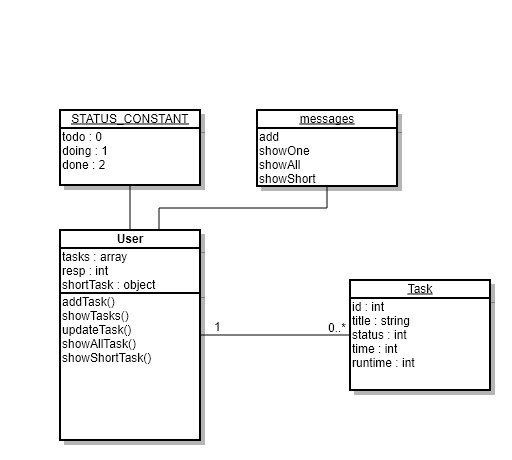 STATUS_CONSTANT
todo : 0
doing : 1
done : 2
messages
add
showOne
showAll
showShort
User
tasks : array
resp : int
shortTask : object
addTask()
showTasks()
updateTask()
showAllTask()
showShortTask()
1
0..*
Task
id : int
title : string
status : int
time : int
runtime : int